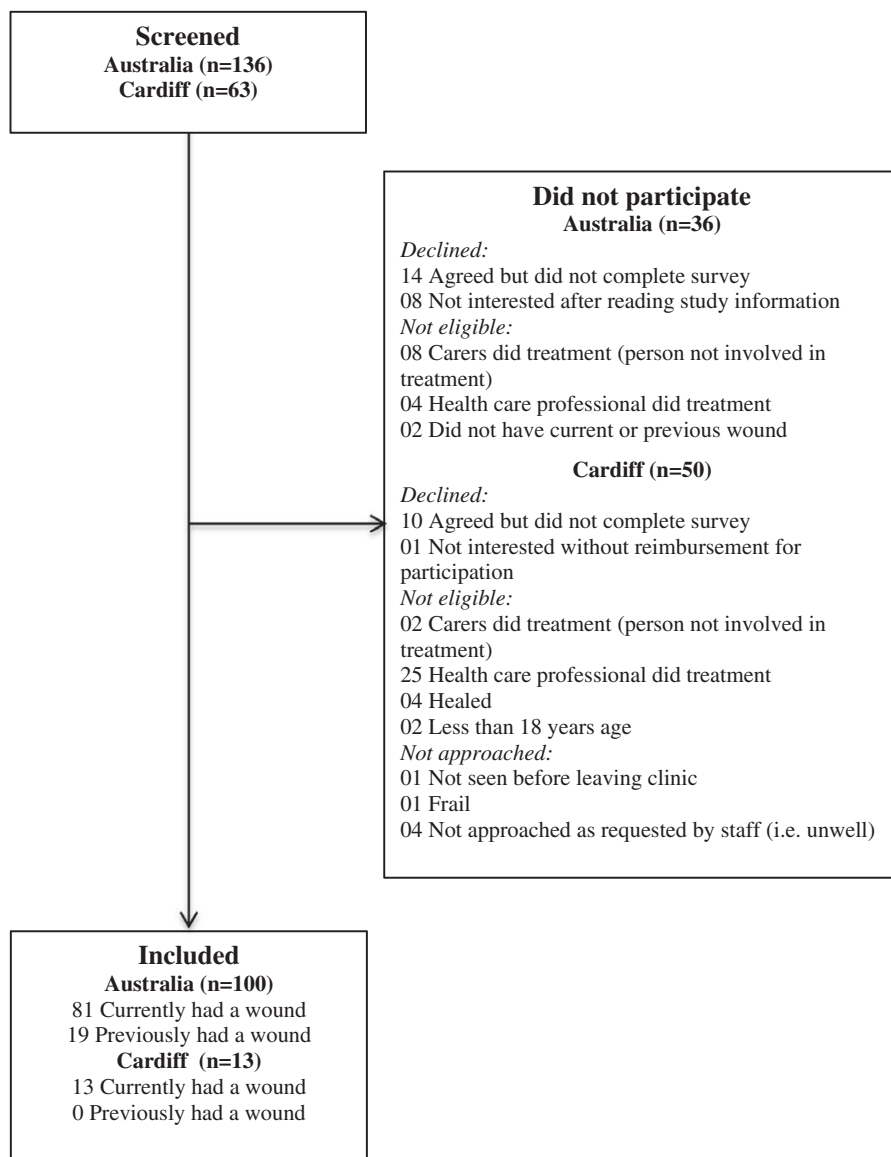 Screened
Australia (n=136)
Cardiff (n=63)
Did not participate
Australia (n=36)
Declined:
14 Agreed but did not complete survey
08 Not interested after reading study information
Not eligible:
08 Carers did treatment (person not involved in
treatment)
04 Health care professional did treatment
02 Did not have current or previous wound
Cardiff (n=50)
Declined:
10 Agreed but did not complete survey
01 Not interested without reimbursement for
participation
Not eligible:
02 Carers did treatment (person not involved in
treatment)
25 Health care professional did treatment
04 Healed
02 Less than 18 years age
Not approached:
01 Not seen before leaving clinic
01 Frail
04 Not approached as requested by staff (i.e. unwell)
Included
Australia (n=100)
81 Currently had a wound
19 Previously had a wound
Cardiff (n=13)
13 Currently had a wound
0 Previously had a wound